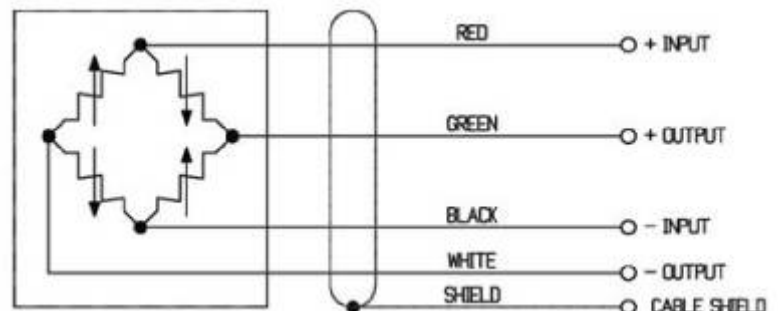 RED + INPUT
GREEN + OUTPUT
BLACK - INPUT
WHITE - OUTPUT
SHIELD CABLE SHIELD